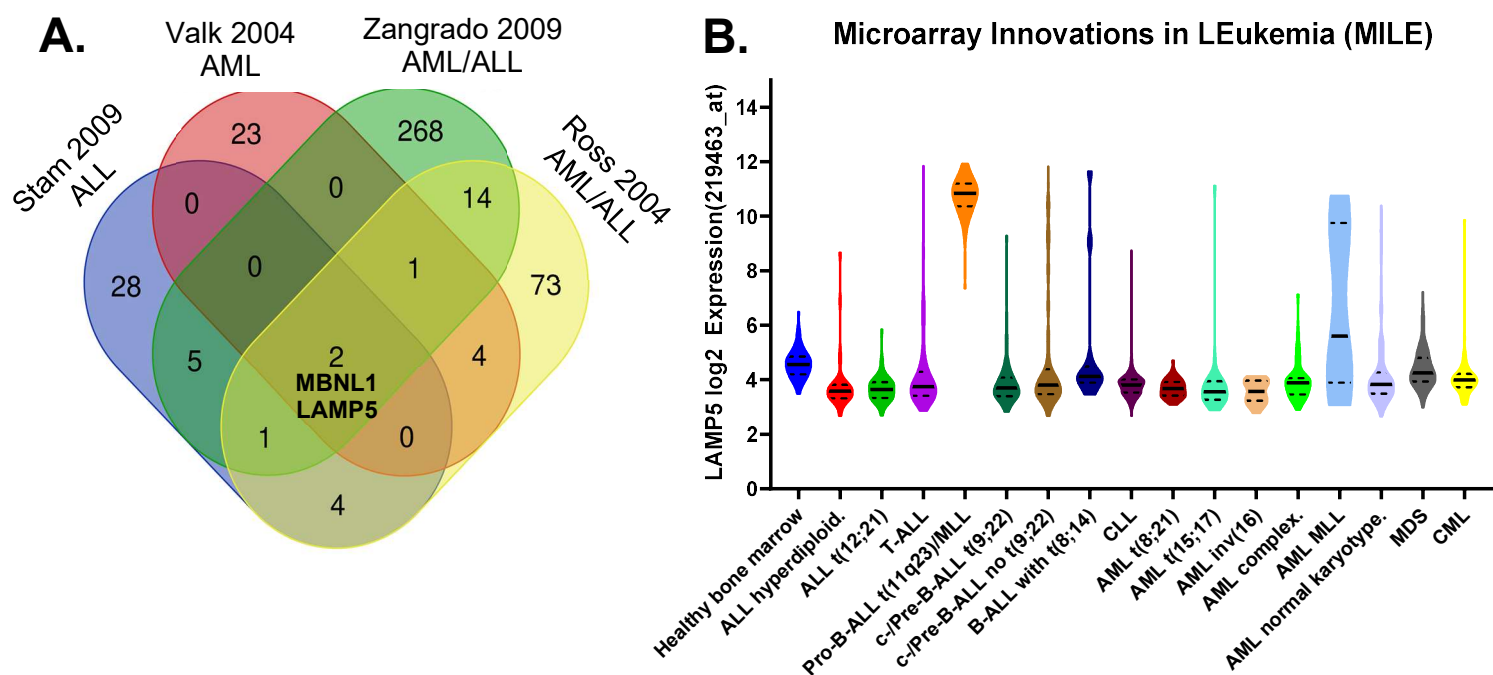 A.
Valk 2004
AML
Zangrado 2009
AML/ALL
Stam 2009
ALL
Ross 2004
AML/ALL
23
268
0
0
14
28
0
1
73
5
2
4
MBNL1
LAMP5
1
0
4
B.
Microarray Innovations in LEukemia (MILE)
LAMP5 log2 Expression(219463_at)
14
12
10
8
6
4
2
0
Healthy bone marrow
ALL hyperdiploid.
ALL t(12;21)
T-ALL
Pro-B-ALL t(11q23)/MLL
c-/Pre-B-ALL t(9;22)
c-/Pre-B-ALL no t(9;22)
B-ALL with t(8;14)
CLL
AML t(8;21)
AML t(15;17)
AML inv(16)
AML complex.
AML MLL
AML normal karyotype.
MDS
CML